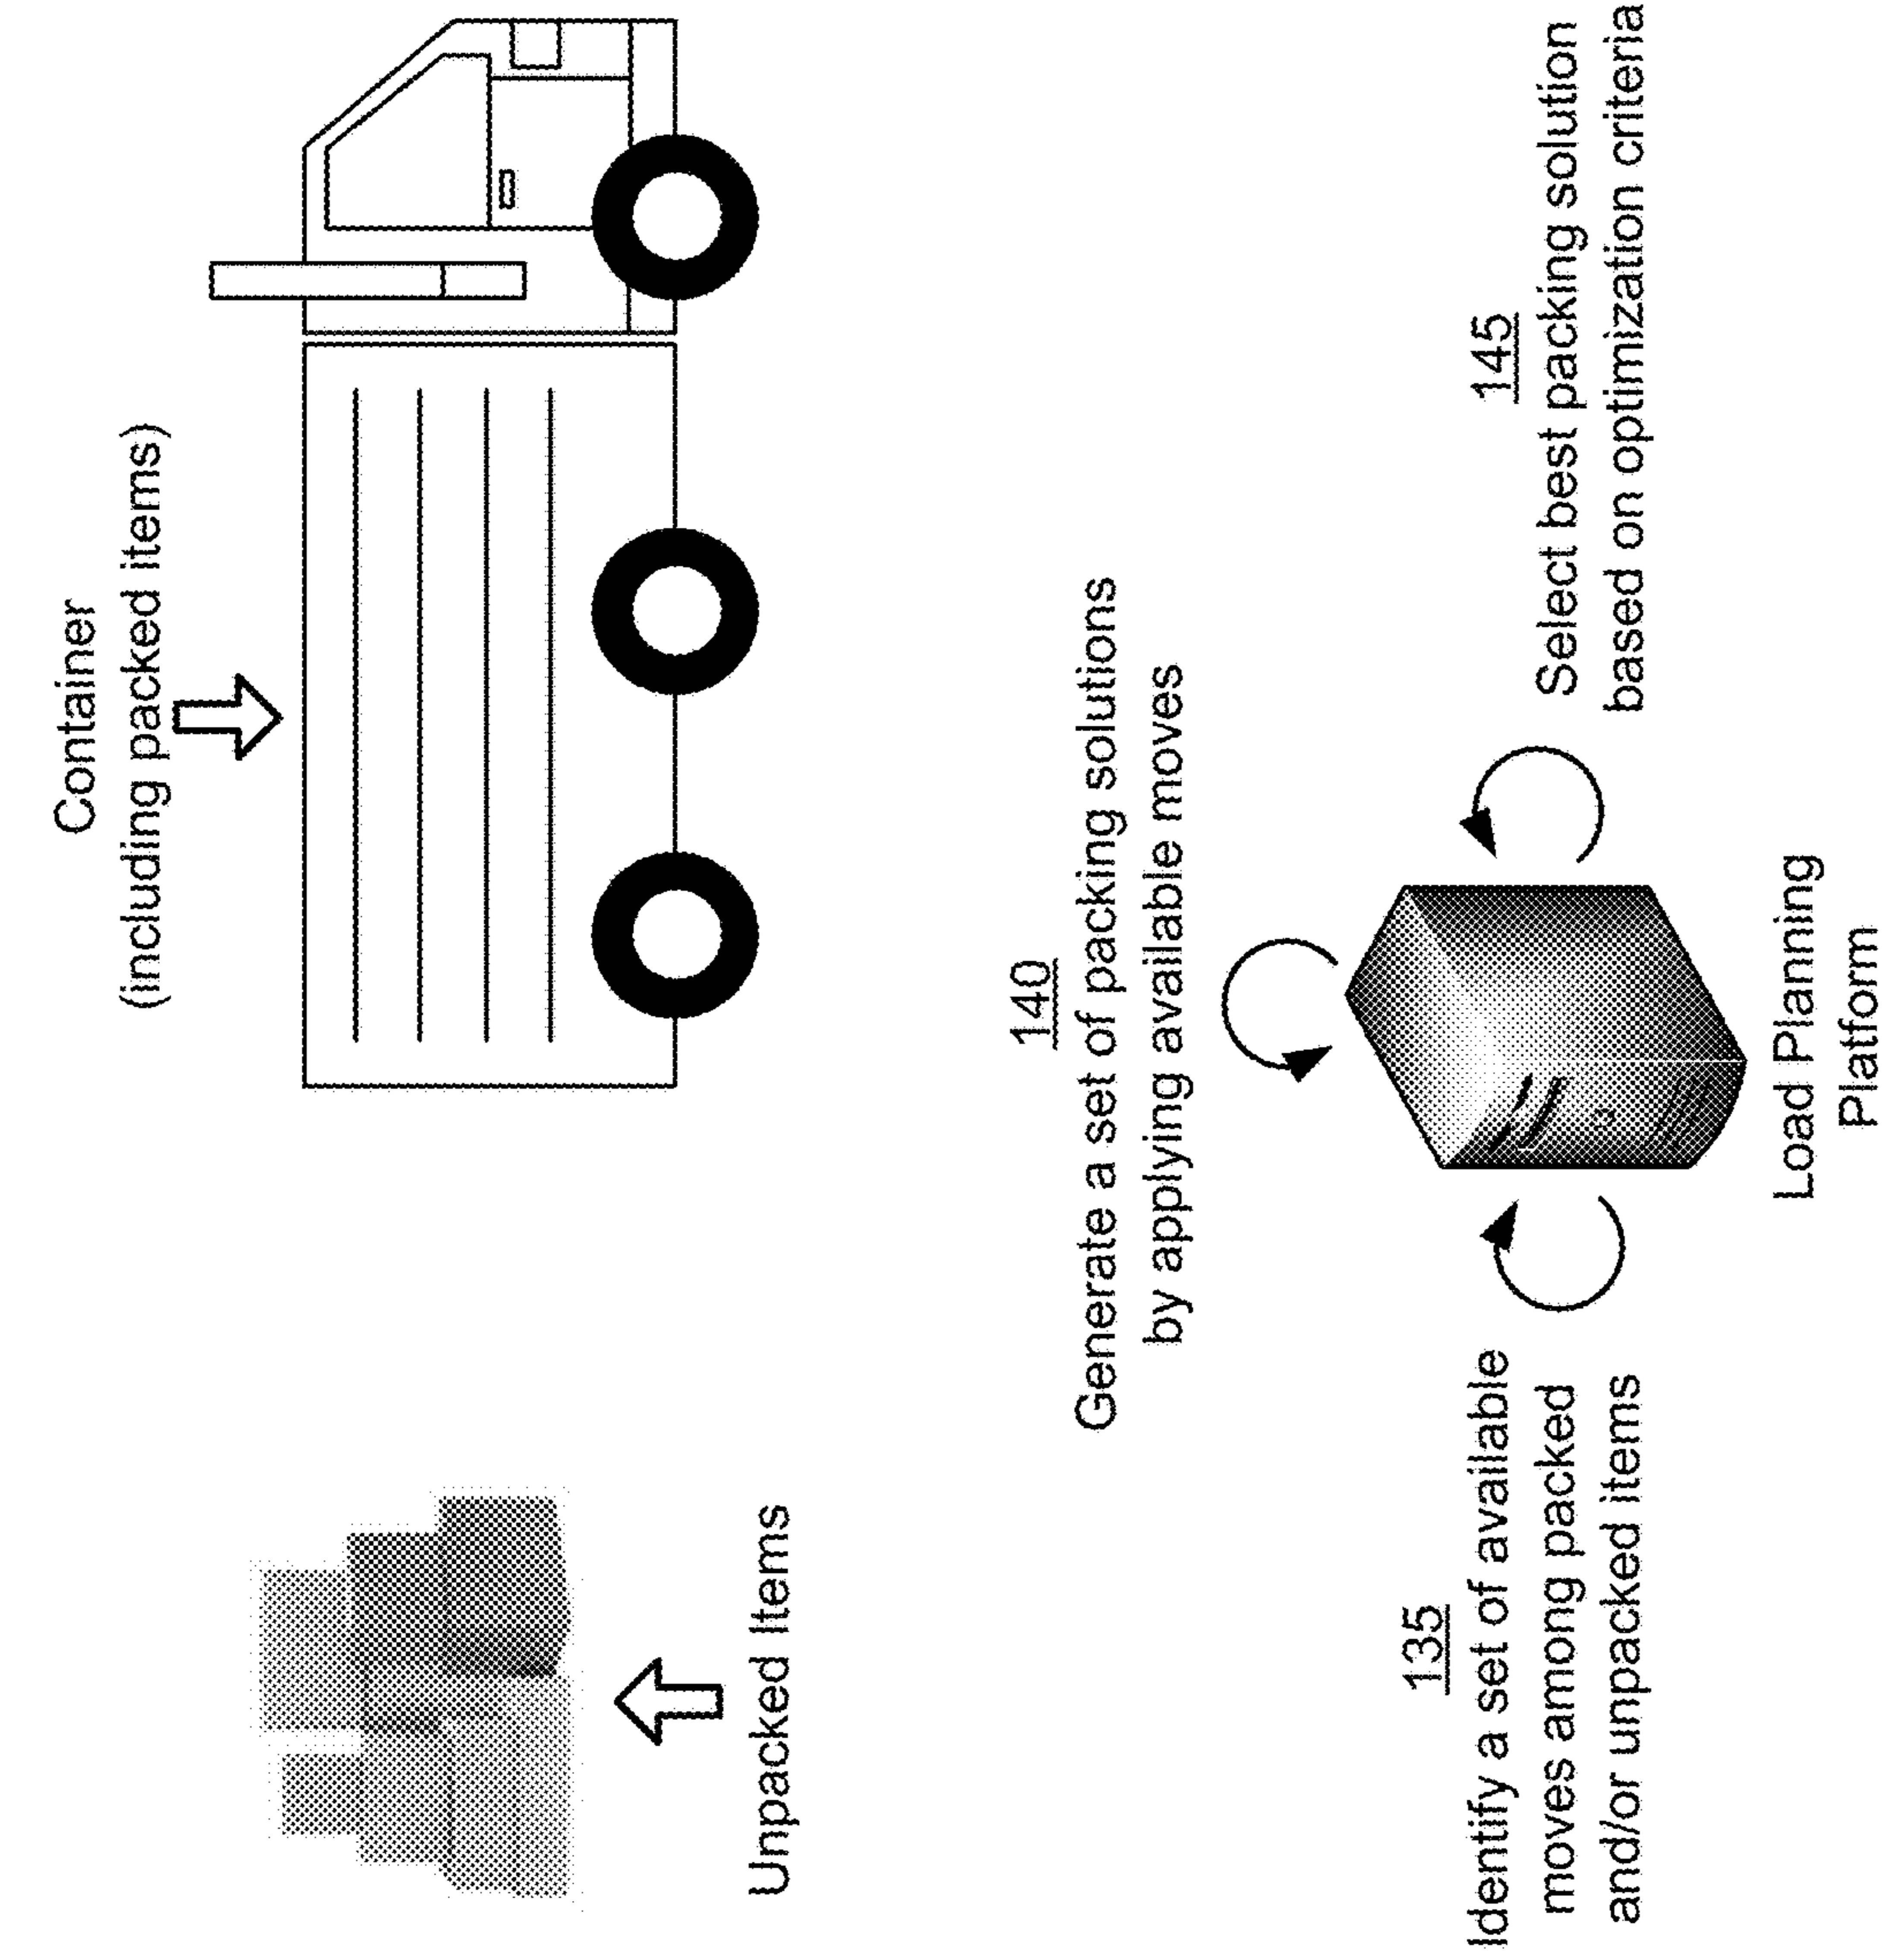 Container
(including packed items)
Unpacked Items
140
Generate a set of packing solutions
by applying available moves
135
Identify a set of available
moves among packed
and/or unpacked items
145
Select best packing solution
based on optimization criteria
Load Planning
Platform